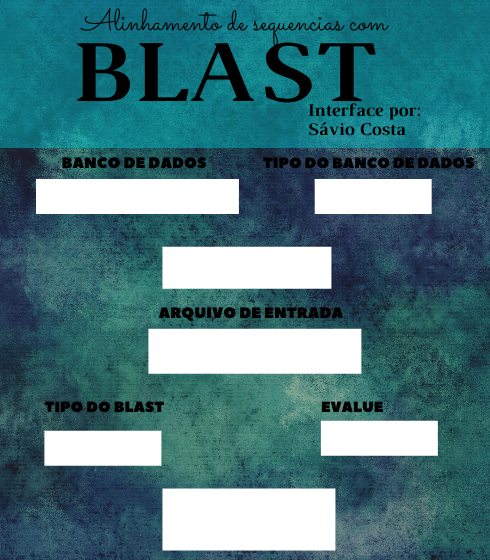 Alinhamento de sequencias com
BLAST
Interface por:
Sávio Costa
BANCO DE DADOS
TIPO DO BANCO DE DADOS
ARQUIVO DE ENTRADA
TIPO DO BLAST
EVALUE